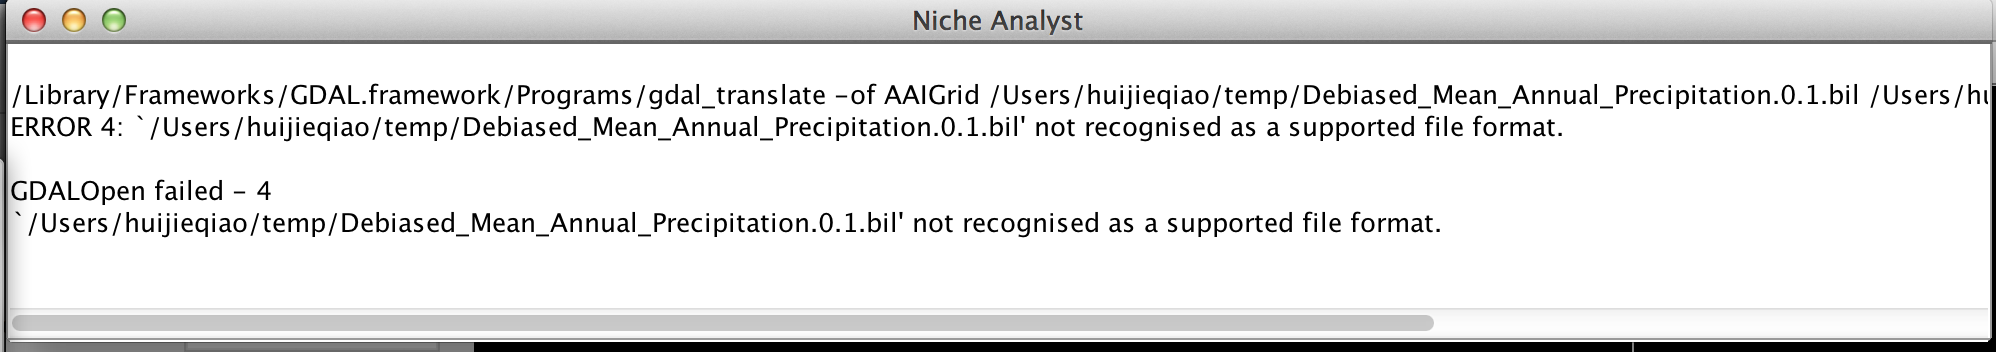 Niche Analyst
/Library/Frameworks/GDAL.framework/Programs/gdal_translate -of AAIGrid /Users/huijieqiao/temp/Debiased_Mean_Annual_Precipitation.0.1.bil /Users/hu
ERROR 4: `/Users/huijieqiao/temp/Debiased_Mean_Annual_Precipitation.0.1.bil' not recognised as a supported file format.
GDALOpen failed - 4
`/Users/huijieqiao/temp/Debiased_Mean_Annual_Precipitation.0.1.bil' not recognised as a supported file format.